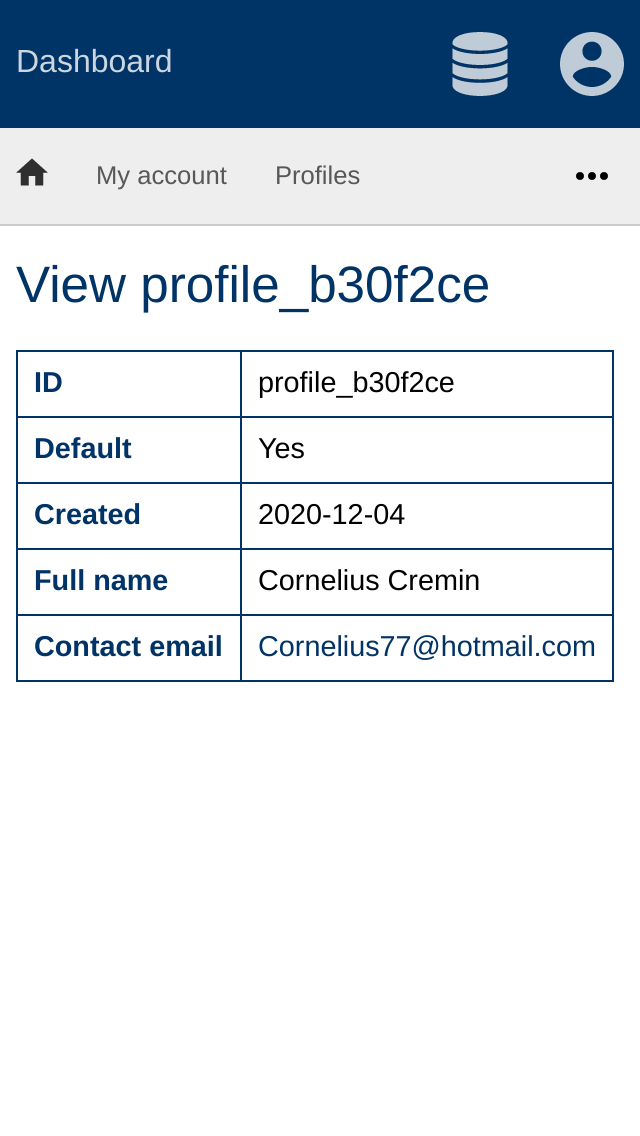 Dashboard
My account Profiles
View profile_b30f2ce
ID profile_b30f2ce
Default Yes
Created 2020-12-04
Full name Cornelius Cremin
Contact email Cornelius77@hotmail.com